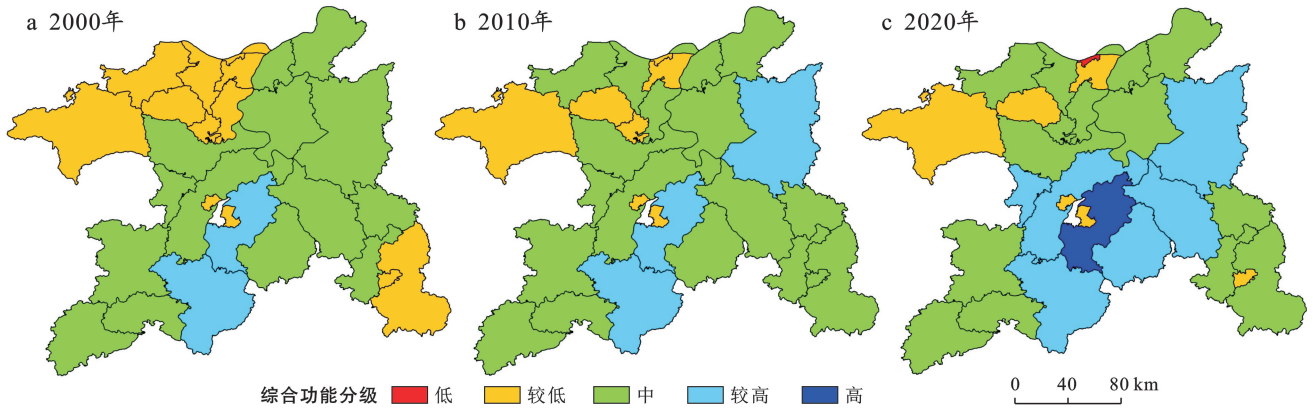 a 2000年
b 2010年
c 2020年
综合功能分级 低 较低 中 较高 高
0 40 80 km